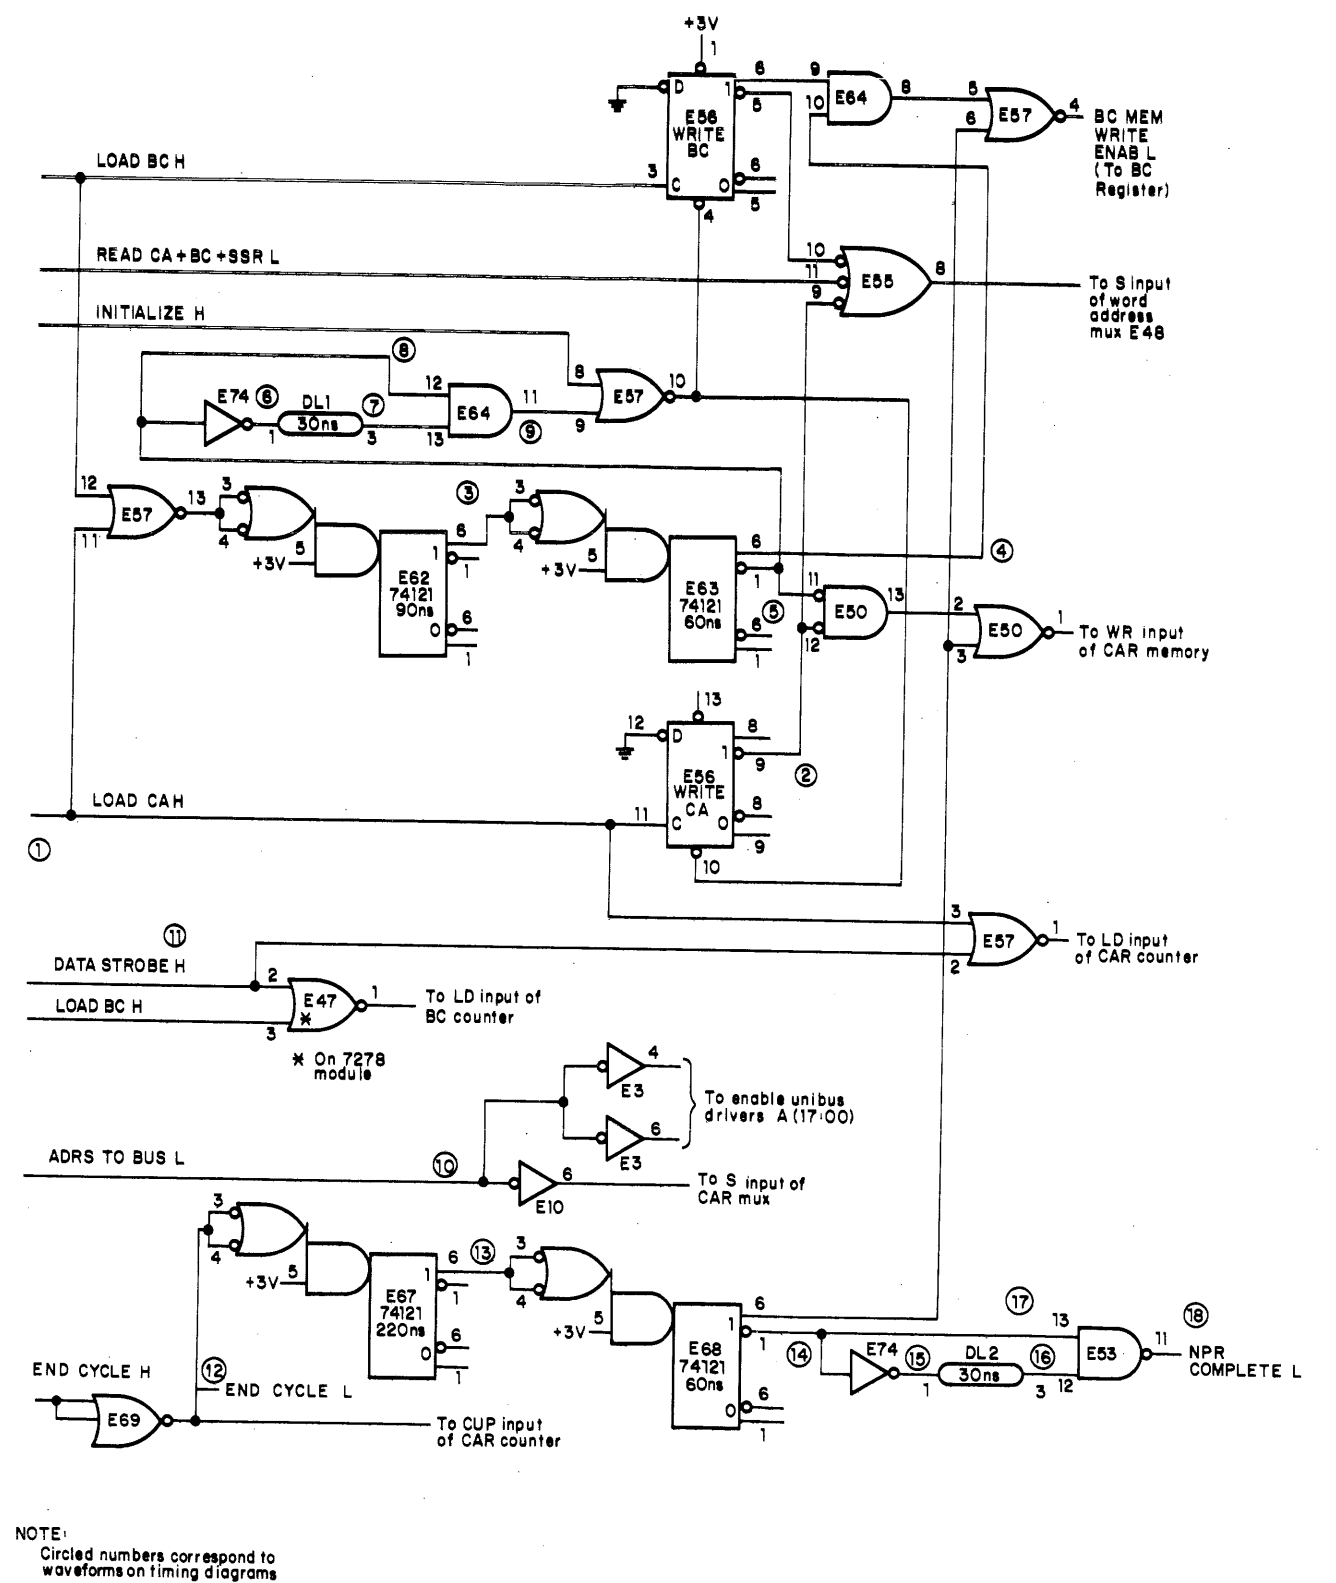 +3V
1
6
9
8
5
4
D
1
E56
WRITE
BC
5
10
E64
6
E57
BC MEM
WRITE
ENAB L
(To BC
Register)
LOAD BC H
3
C
0
6
5
4
READ CA+BC+SSR L
10
11
9
E55
8
To S input
of word
address
mux E48
INITIALIZE H
8
8
10
E57
9
E74
6
DL1
30ns
7
1
3
12
13
E64
11
9
12
11
E57
13
3
4
+3V
5
3
6
1
1
E62
74121
90ns
0
6
1
3
4
+3V
5
6
1
1
E63
74121
60ns
0
6
1
4
5
11
12
E50
13
2
3
E50
1
To WR input
of CAR memory
13
12
D
8
1
9
2
E56
WRITE
CA
11
C
0
8
9
10
LOAD CA H
1
3
2
E57
1
To LD input
of CAR counter
11
DATA STROBE H
2
E47
*
1
To LD input of
BC counter
LOAD BC H
3
* On 7278
module
4
E3
6
E3
To enable unibus
drivers A (17:00)
ADRS TO BUS L
10
6
E10
To S input of
CAR mux
3
4
+3V
5
6
13
1
1
E67
74121
220ns
0
6
1
3
4
+3V
5
6
1
1
E68
74121
60ns
0
6
1
17
14
E74
15
DL2
30ns
16
1
3
13
12
E53
11
18
NPR
COMPLETE L
END CYCLE H
12
END CYCLE L
E69
To CUP input
of CAR counter
NOTE:
Circled numbers correspond to
waveforms on timing diagrams